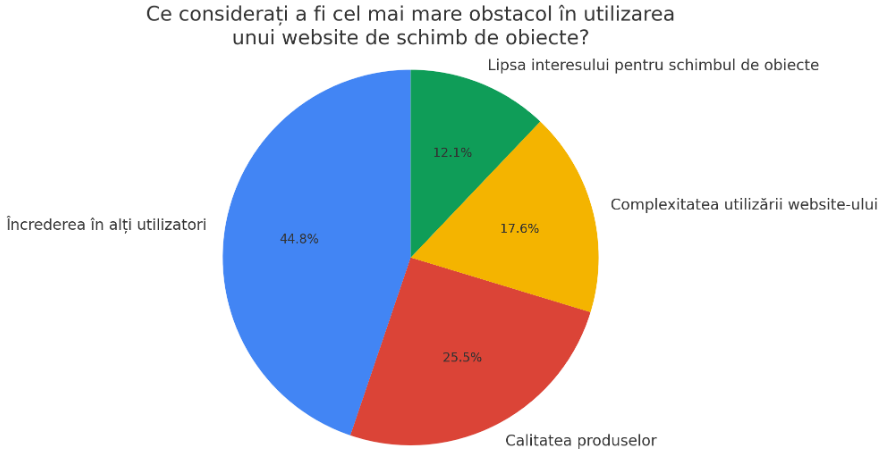 Ce considerați a fi cel mai mare obstacol în utilizarea
unui website de schimb de obiecte?
Lipsa interesului pentru schimbul de obiecte
12.1%
Complexitatea utilizării website-ului
17.6%
Încrederea în alți utilizatori
44.8%
25.5%
Calitatea produselor